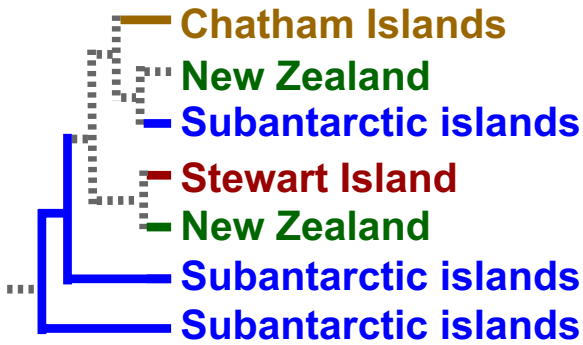 Chatham Islands
New Zealand
Subantarctic islands
Stewart Island
New Zealand
Subantarctic islands
Subantarctic islands